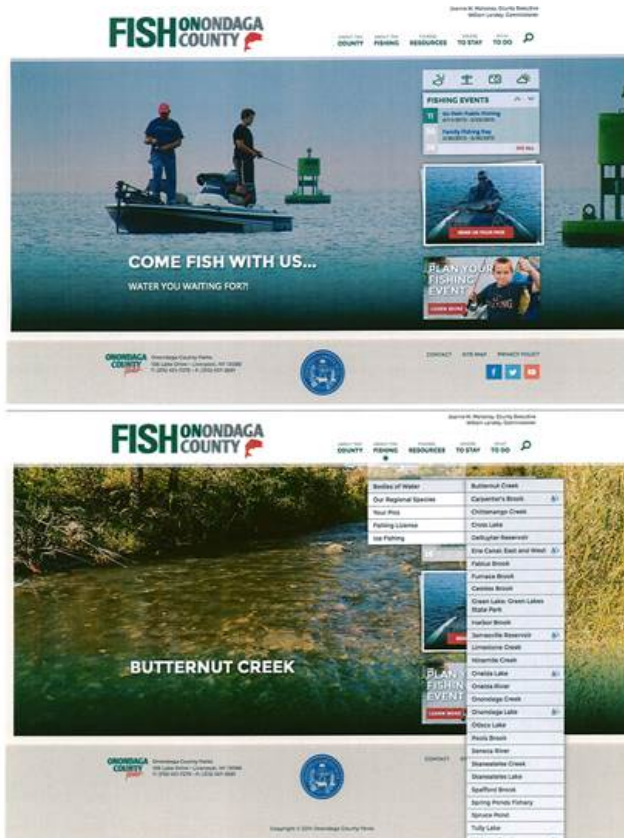 Joanne M. Mahoney, County Executive
William Lansley, Commissioner
FISH ONONDAGA
COUNTY
ABOUT THE
COUNTY
ABOUT THE
FISHING
RESOURCES
WHERE
TO STAY
WHAT
TO DO
FISHING EVENTS
11
Family Fishing Day
SEE ALL
COME FISH WITH US...
WATER YOU WAITING FOR?!
PLAN YOUR
FISHING
EVENT
LEARN MORE
ONONDAGA
COUNTY
Onondaga County Parks
CONTACT
SITE MAP
PRIVACY POLICY
Joanne M. Mahoney, County Executive
William Lansley, Commissioner
FISH ONONDAGA
COUNTY
ABOUT THE
COUNTY
ABOUT THE
FISHING
RESOURCES
WHERE
TO STAY
WHAT
TO DO
Bodies of Water
Our Regional Species
Your Pics
Fishing License
Ice Fishing
Butternut Creek
Carpenter's Brook
Chittenango Creek
Cross Lake
DeRuyter Reservoir
Erie Canal: East and West
Fabius Brook
Furnace Brook
Geddes Brook
Green Lake: Green Lakes
State Park
Harbor Brook
Jamesville Reservoir
Limestone Creek
Ninemile Creek
Oneida Lake
Oneida River
Onondaga Creek
Onondaga Lake
Otisco Lake
Pools Brook
Seneca River
Skaneateles Creek
Skaneateles Lake
Spafford Brook
Spring Ponds Fishery
Spruce Pond
Tully Lake
BUTTERNUT CREEK
PLAN
FISHIN
EVENT
LEARN MORE
ONONDAGA
COUNTY
Onondaga County Parks
CONTACT